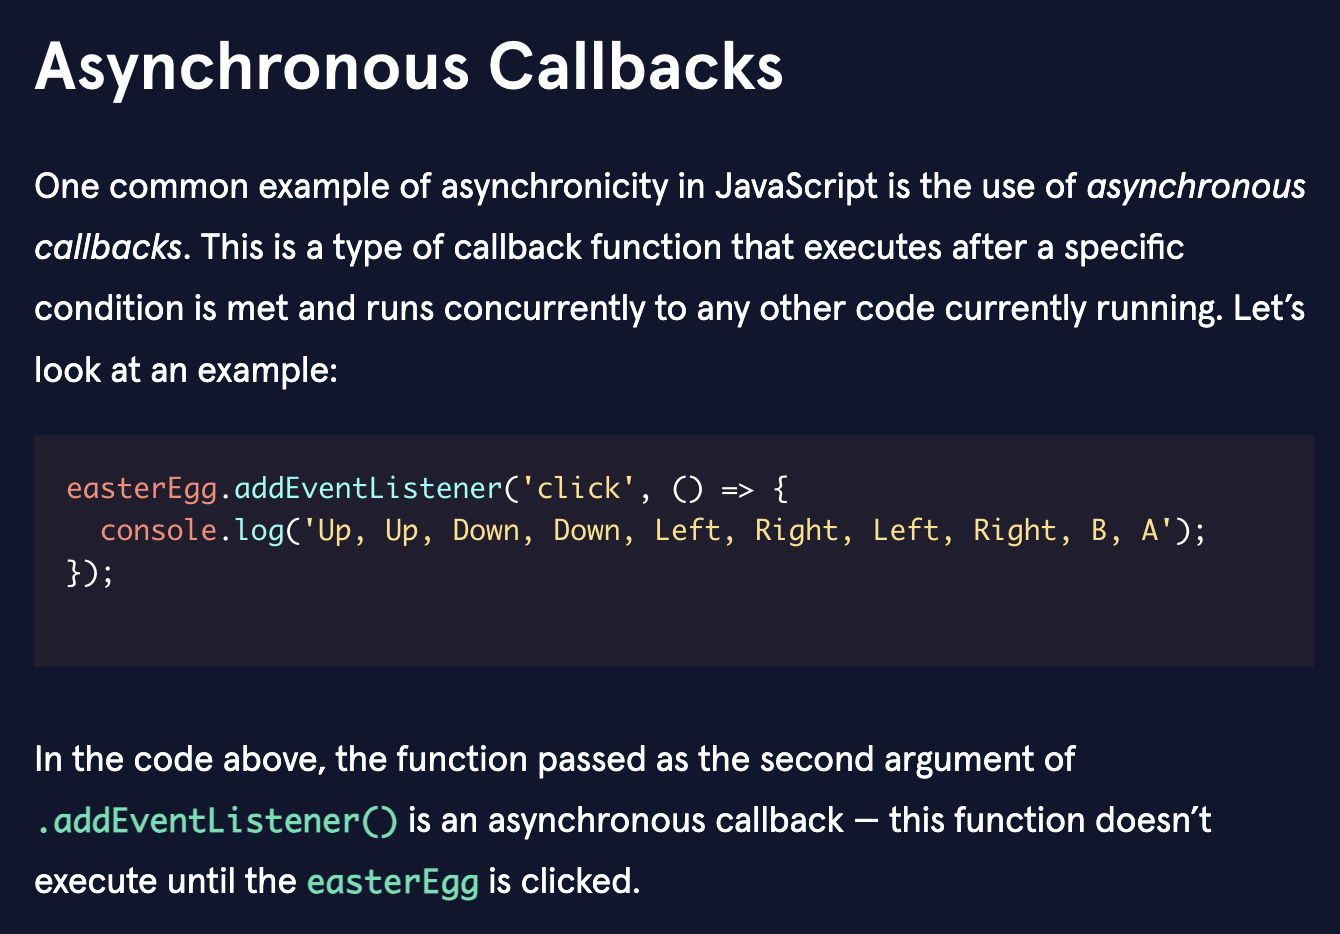 Asynchronous Callbacks
One common example of asynchronicity in JavaScript is the use of asynchronous
callbacks. This is a type of callback function that executes after a specific
condition is met and runs concurrently to any other code currently running. Let’s
look at an example:
easterEgg.addEventListener('click', () => {
  console.log('Up, Up, Down, Down, Left, Right, Left, Right, B, A');
});
In the code above, the function passed as the second argument of
.addEventListener() is an asynchronous callback — this function doesn’t
execute until the easterEgg is clicked.